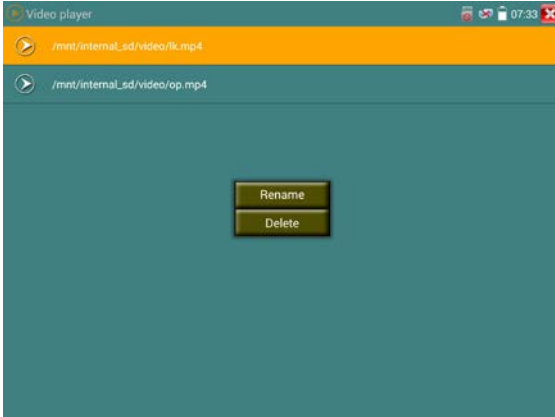 Video player 07:33
/mnt/internal_sd/video/lk.mp4
/mnt/internal_sd/video/op.mp4
Rename
Delete